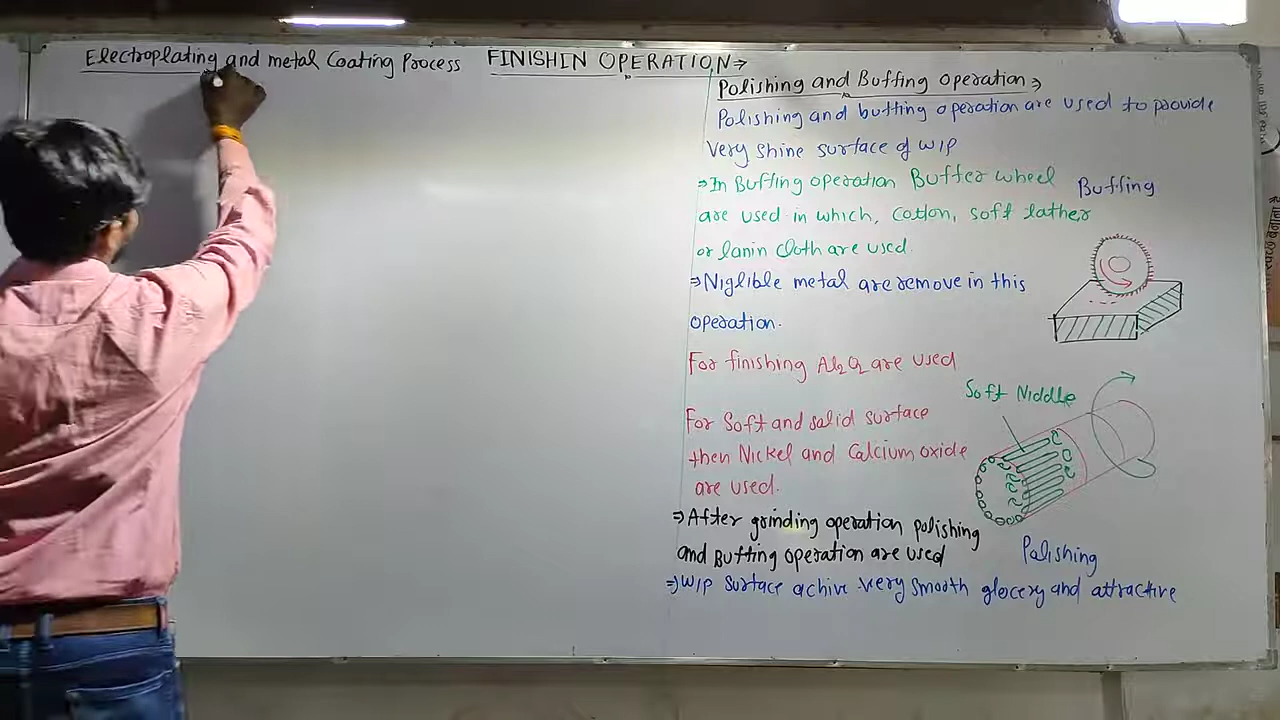 Electroplating and metal Coating Process
FINISHIN OPERATION→
Polishing and Buffing operation→
Polishing and buffing operation are used to provide
very shine surface of W/P
⇒In Buffing operation Buffer wheel
are used in which, Cotton, soft lather
or lanin cloth are used.
Buffing
⇒Niglible metal are remove in this
operation.
For finishing Al₂O₃ are used
For Soft and solid surface
then Nickel and Calcium oxide
are used.
Soft Niddle
⇒After grinding operation polishing
and Buffing operation are used
Polishing
⇒W/P surface achive very smooth glocery and attractive